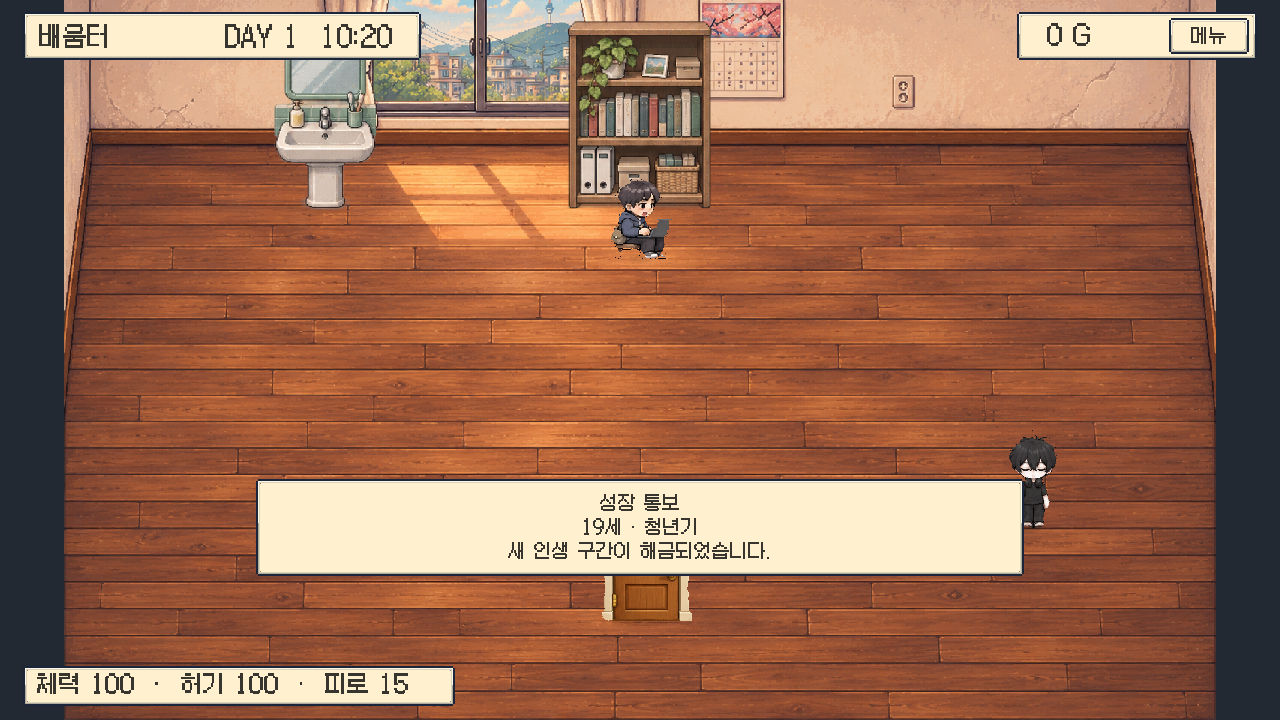 배움터 DAY 1 10:20
0 G 메뉴
성장 통보
19세 · 청년기
새 인생 구간이 해금되었습니다.
체력 100 · 허기 100 · 피로 15